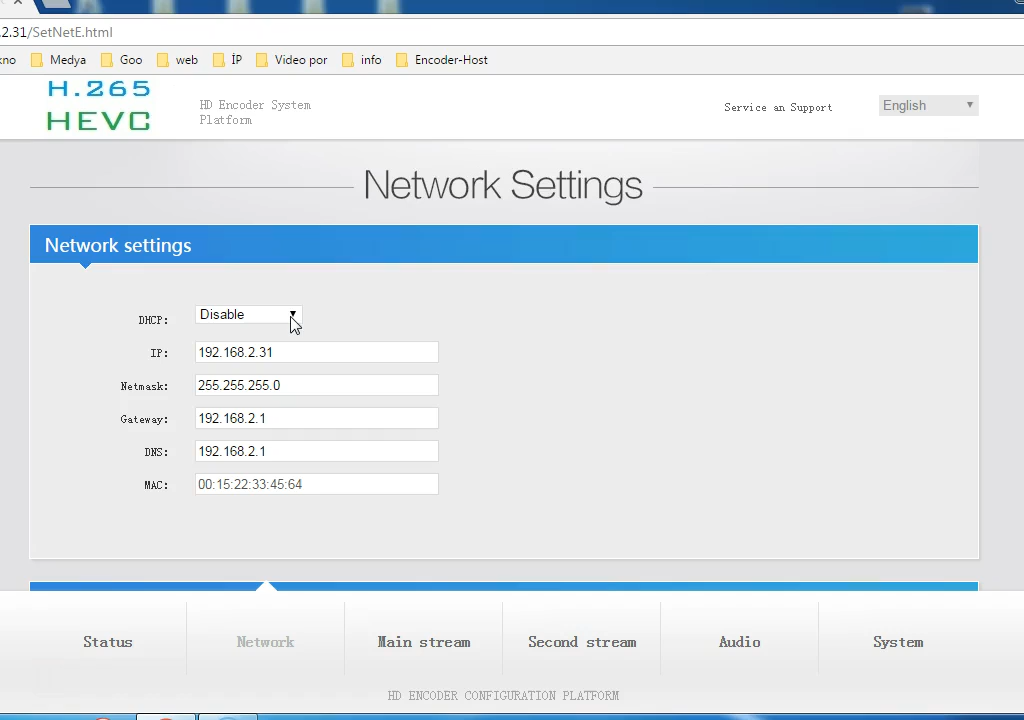 .2.31/SetNetE.html
kno Medya Goo web İP Video por info Encoder-Host
H.265
HEVC
HD Encoder System
Platform
Service an Support
English
Network Settings
Network settings
DHCP: Disable
IP: 192.168.2.31
Netmask: 255.255.255.0
Gateway: 192.168.2.1
DNS: 192.168.2.1
MAC: 00:15:22:33:45:64
Status Network Main stream Second stream Audio System
HD ENCODER CONFIGURATION PLATFORM